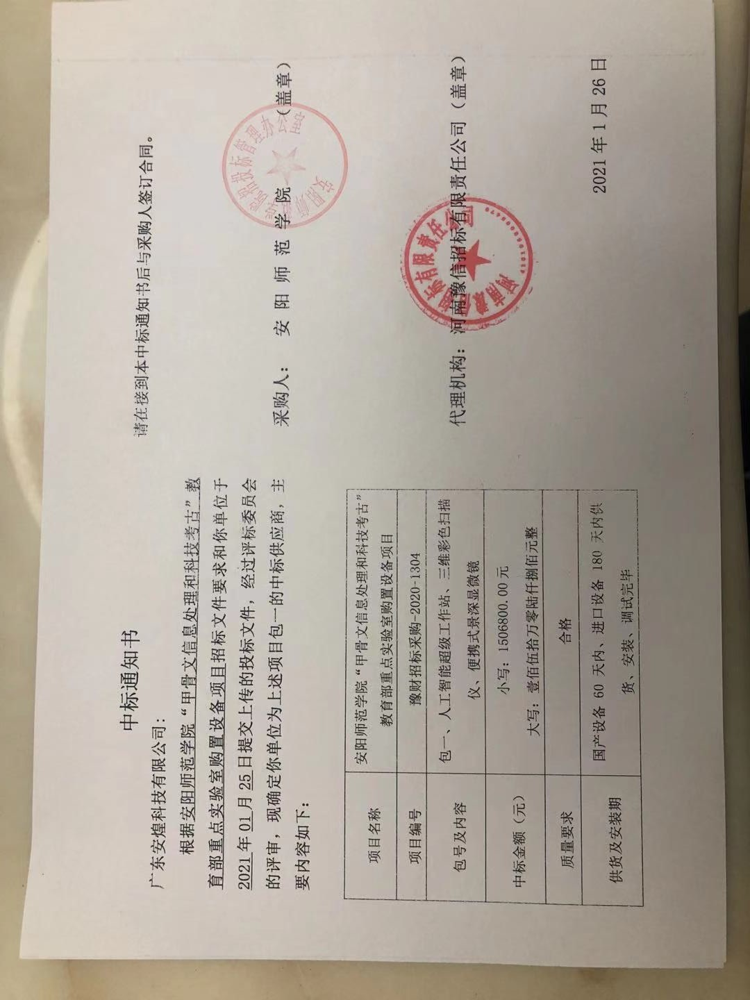 中标通知书
广东安煌科技有限公司：
根据安阳师范学院“甲骨文信息处理和科技考古”教
育部重点实验室购置设备项目招标文件要求和你单位于
2021年01月25日提交上传的投标文件，经过评标委员会
的评审，现确定你单位为上述项目包一的中标供应商，主
要内容如下：
项目名称
安阳师范学院“甲骨文信息处理和科技考古”
教育部重点实验室购置设备项目
项目编号
豫财招标采购-2020-1304
包号及内容
包一、人工智能超级工作站、三维彩色扫描
仪、便携式景深显微镜
中标金额（元）
小写：1506800.00元
大写：壹佰伍拾万零陆仟捌佰元整
质量要求
合格
供货及安装期
国产设备 60 天内、进口设备 180 天内供
货、安装、调试完毕
请在接到本中标通知书后与采购人签订合同。
采购人： 安阳师范学院 （盖章）
代理机构： 河南豫信招标有限责任公司（盖章）
2021年1月26日